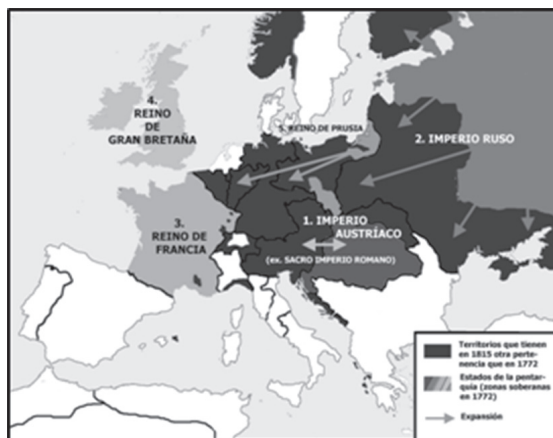 4.
REINO
DE
GRAN BRETAÑA
5. REINO DE PRUSIA
2. IMPERIO RUSO
3.
REINO DE
FRANCIA
1. IMPERIO
AUSTRÍACO
(ex. SACRO IMPERIO ROMANO)
Territorios que tienen
en 1815 otra perte-
nencia que en 1772
Estados de la pentar-
quía (zonas soberanas
en 1772)
Expansión